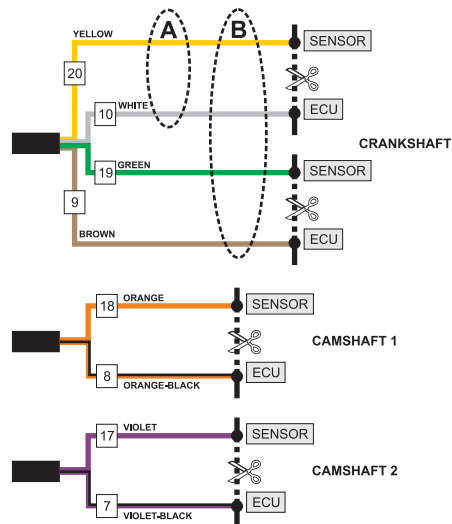 YELLOW A B SENSOR
20
10 WHITE ECU
CRANKSHAFT
19 GREEN SENSOR
9
BROWN ECU
18 ORANGE SENSOR
CAMSHAFT 1
8 ORANGE-BLACK ECU
17 VIOLET SENSOR
CAMSHAFT 2
7 VIOLET-BLACK ECU